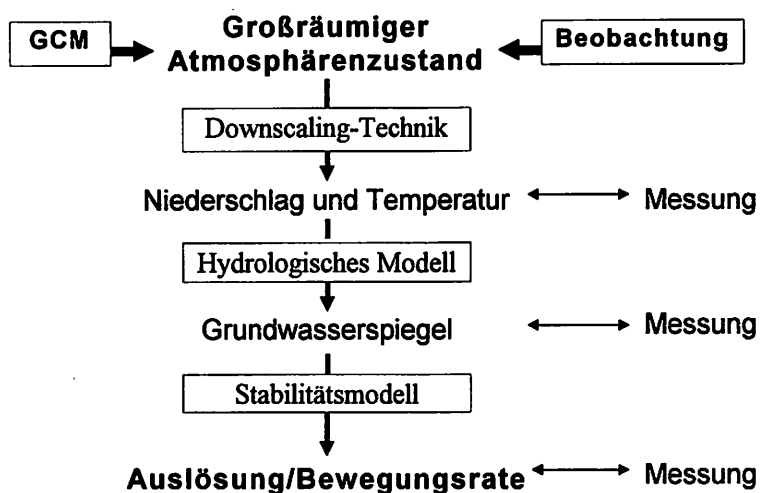 GCM
Großräumiger
Atmosphärenzustand
Beobachtung
Downscaling-Technik
Niederschlag und Temperatur
Messung
Hydrologisches Modell
Grundwasserspiegel
Messung
Stabilitätsmodell
Auslösung/Bewegungsrate
Messung